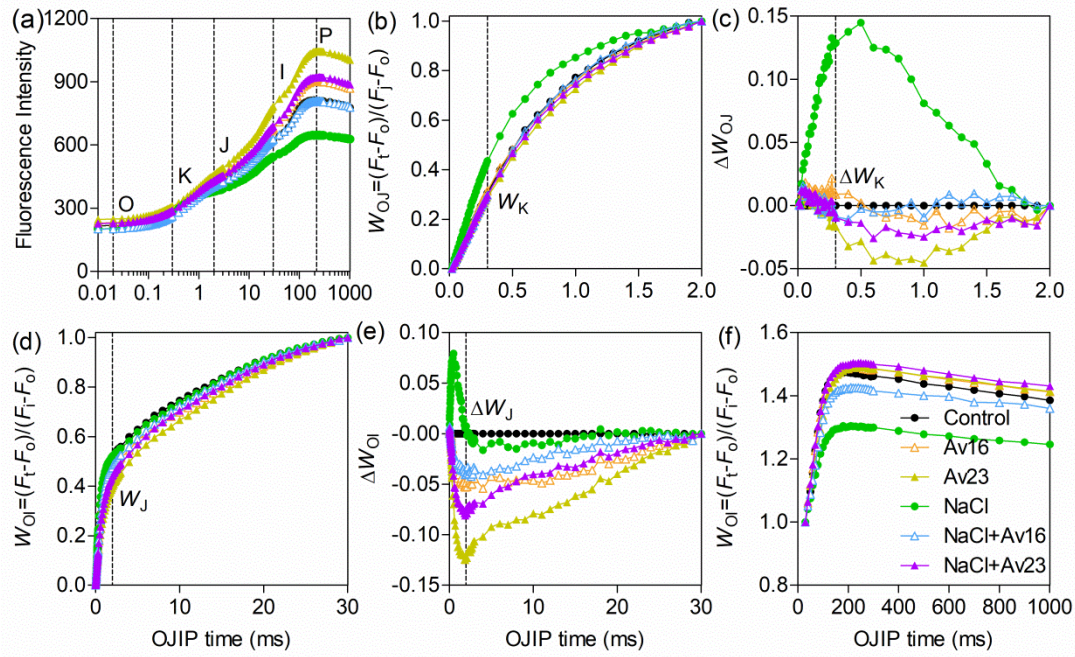 (a)
Fluorescence Intensity
1200
900
600
300
0
O
K
J
I
P
0.01 0.1 1 10 100 1000
(b)
W_OJ=(F_t-F_o)/(F_j-F_o)
1.0
0.8
0.6
0.4
0.2
0.0
W_K
0.0 0.5 1.0 1.5 2.0
(c)
ΔW_OJ
0.15
0.10
0.05
0.00
-0.05
ΔW_K
0.0 0.5 1.0 1.5 2.0
(d)
W_OI=(F_t-F_o)/(F_i-F_o)
1.0
0.8
0.6
0.4
0.2
0.0
W_J
0 10 20 30
OJIP time (ms)
(e)
ΔW_OI
0.10
0.05
-0.00
-0.05
-0.10
-0.15
ΔW_J
0 10 20 30
OJIP time (ms)
(f)
W_OI=(F_t-F_o)/(F_i-F_o)
1.6
1.4
1.2
1.0
0.8
Control
Av16
Av23
NaCl
NaCl+Av16
NaCl+Av23
0 200 400 600 800 1000
OJIP time (ms)